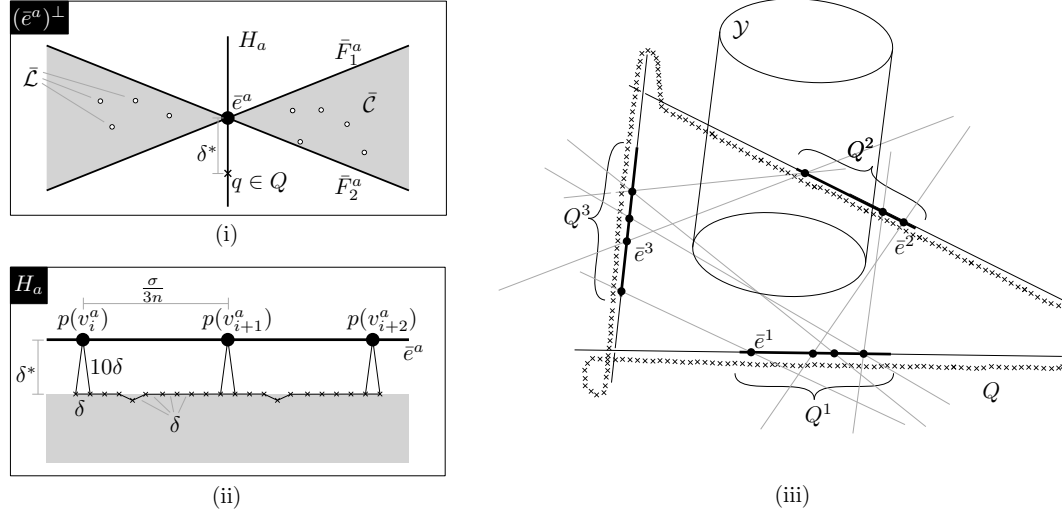 (ē^a)^⊥
H_a
F̄_1^a
L̄
ē^a
C̄
δ*
q ∈ Q
F̄_2^a
(i)
H_a
σ/3n
p(v_i^a)
p(v_{i+1}^a)
p(v_{i+2}^a)
ē^a
δ*
10δ
δ
δ
(ii)
Y
Q^2
Q^3
ē^3
ē^2
ē^1
Q
Q^1
(iii)